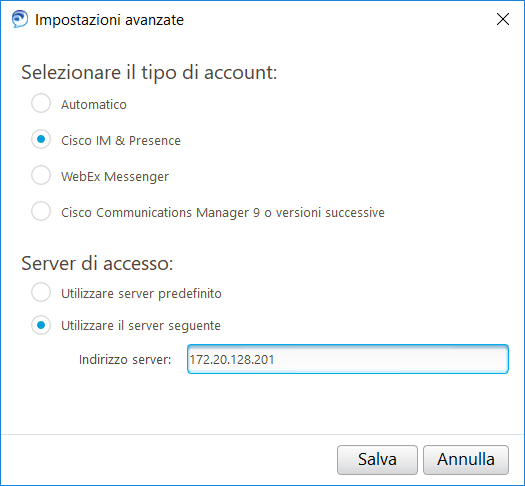 Impostazioni avanzate
Selezionare il tipo di account:
Automatico
Cisco IM & Presence
WebEx Messenger
Cisco Communications Manager 9 o versioni successive
Server di accesso:
Utilizzare server predefinito
Utilizzare il server seguente
Indirizzo server: 172.20.128.201
Salva Annulla